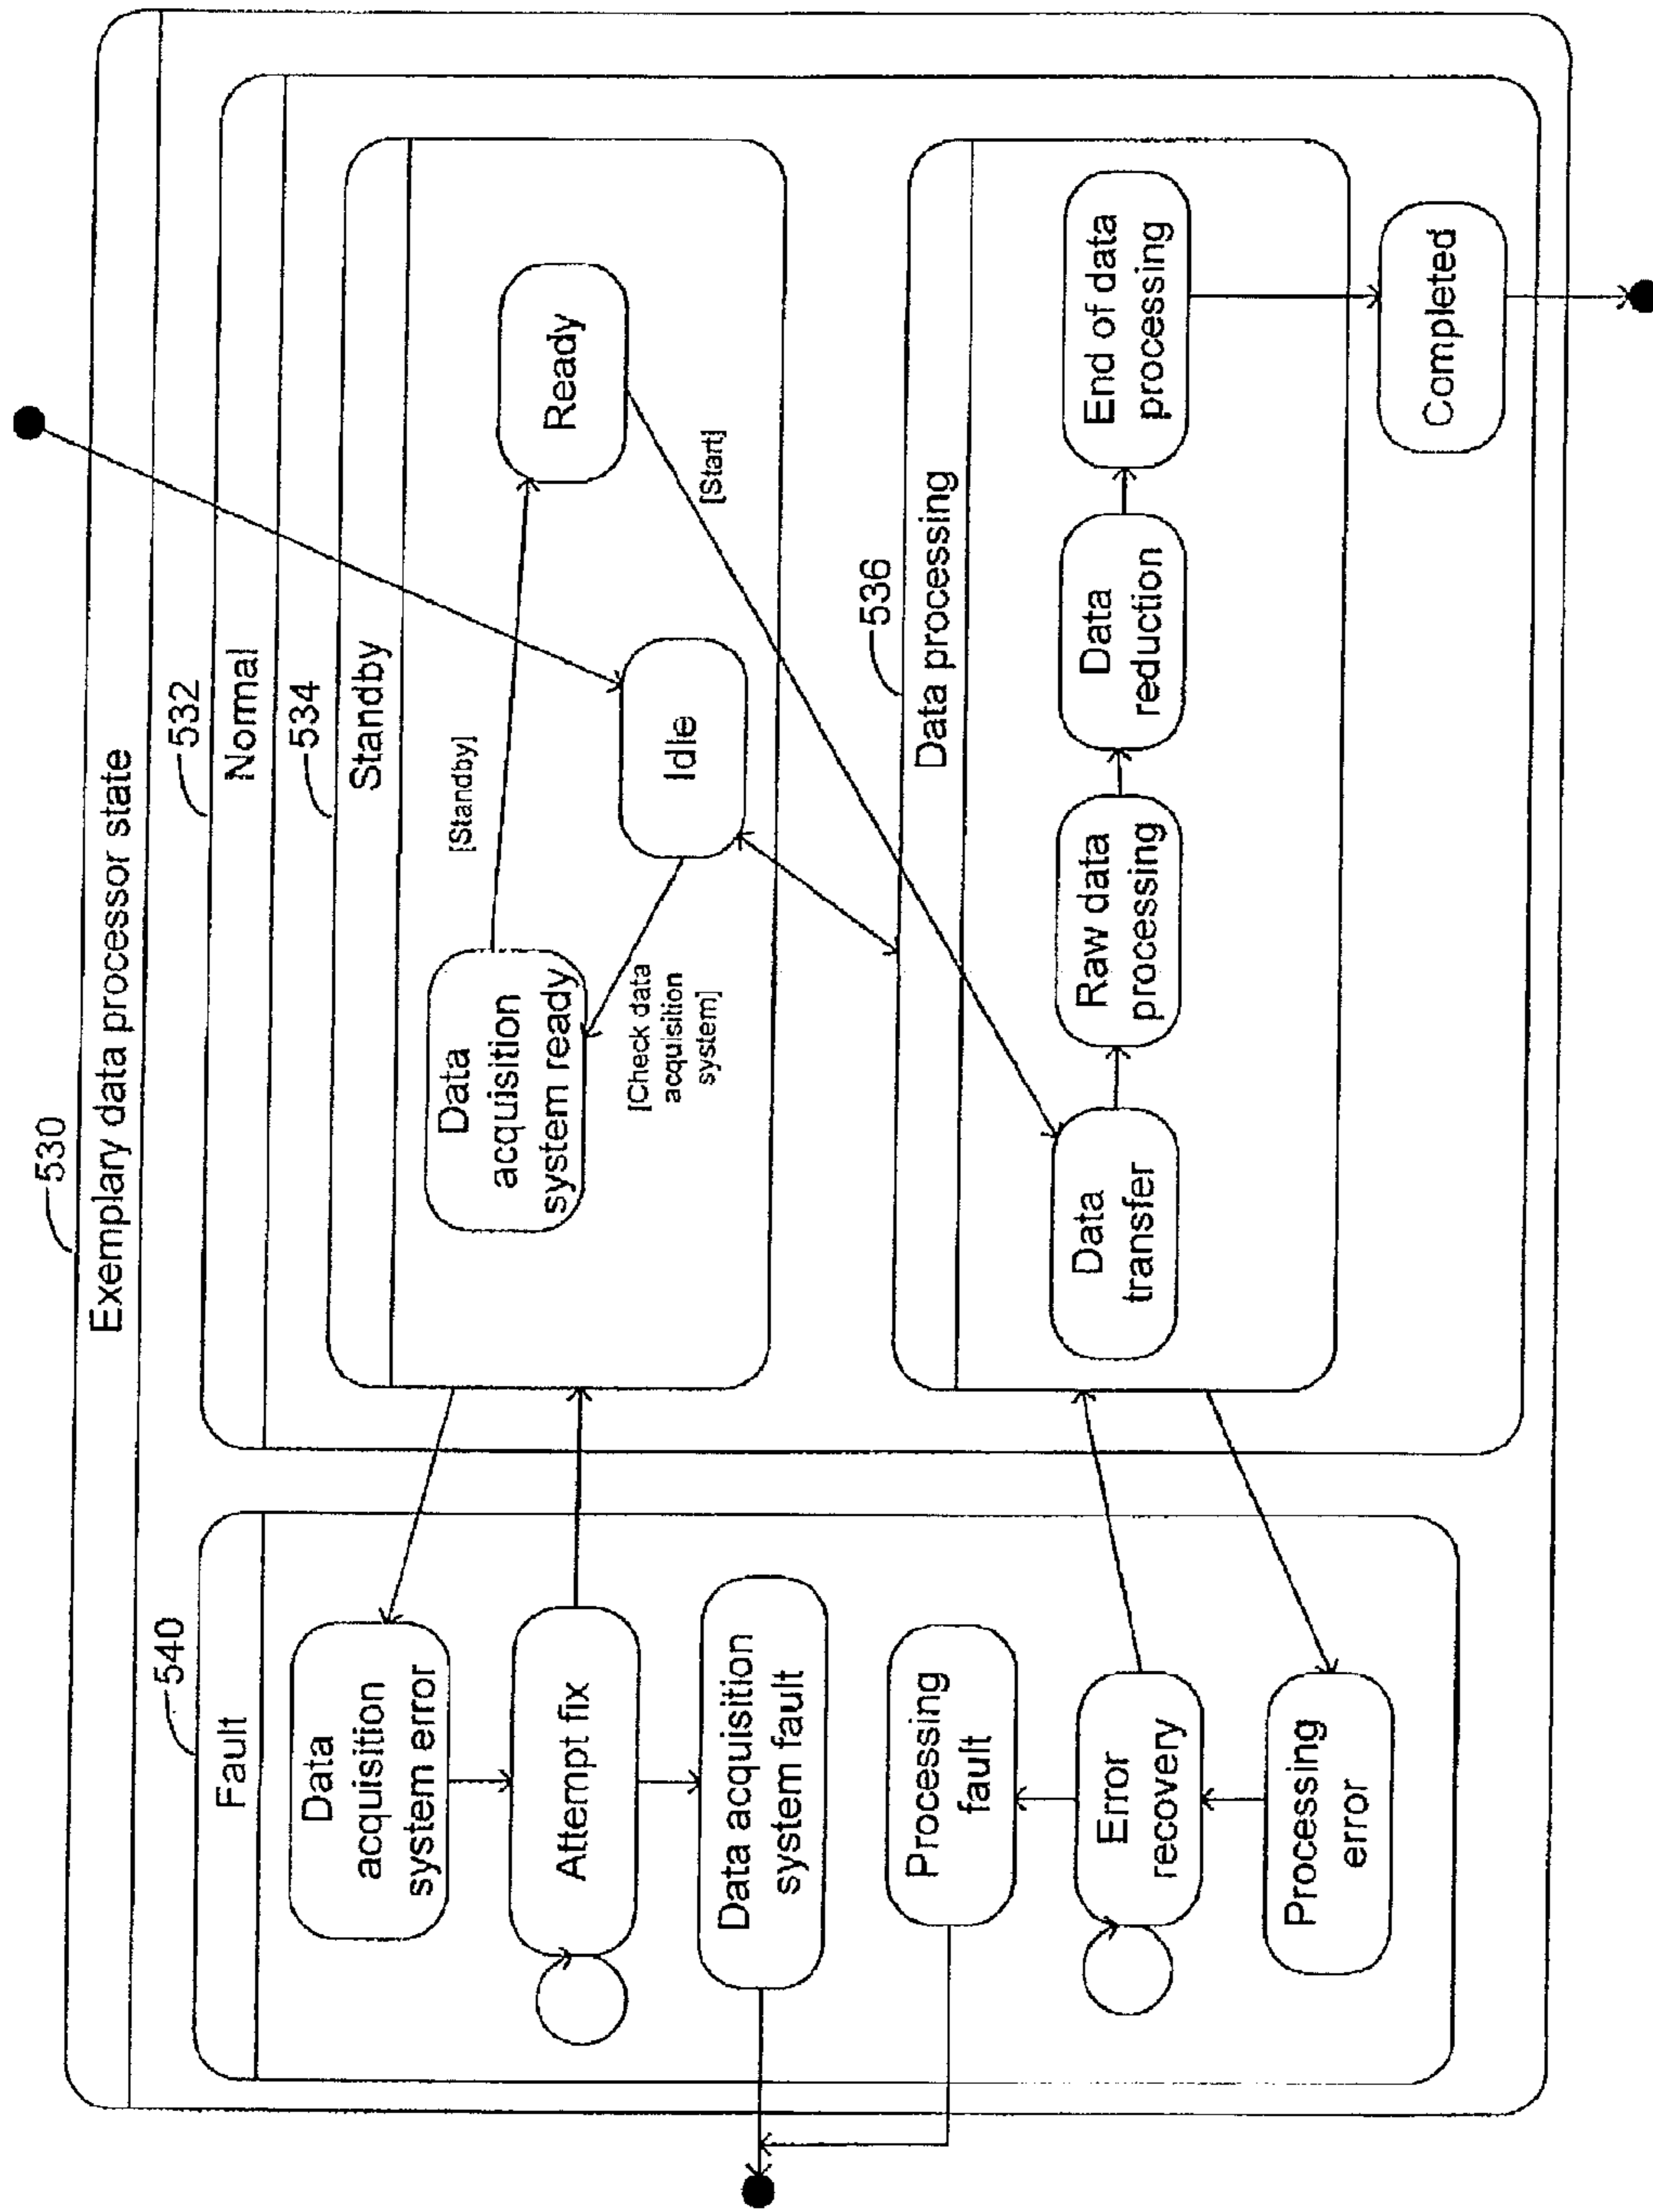 530
Exemplary data processor state
540
Fault
Data
acquisition
system error
Attempt fix
Data acquisition
system fault
Processing
fault
Error
recovery
Processing
error
532
Normal
534
Standby
Data
acquisition
system ready
[Standby]
Ready
Idle
[Check data
acquisition
system]
[Start]
536
Data processing
Data
transfer
Raw data
processing
Data
reduction
End of data
processing
Completed